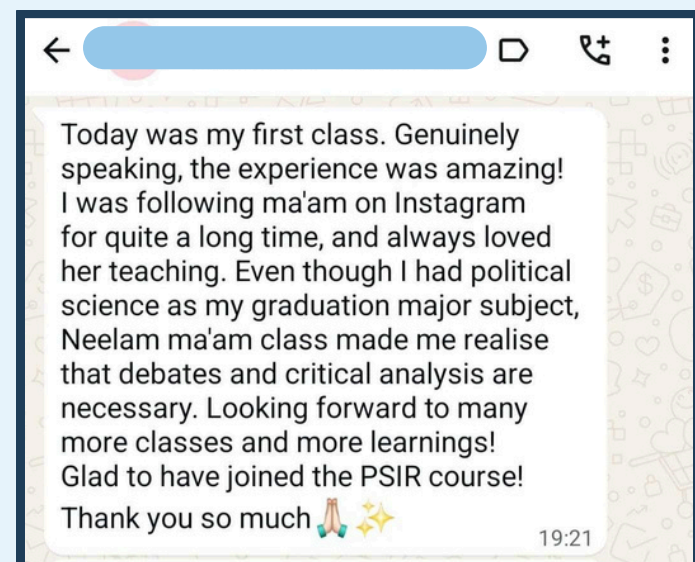 Today was my first class. Genuinely
speaking, the experience was amazing!
I was following ma'am on Instagram
for quite a long time, and always loved
her teaching. Even though I had political
science as my graduation major subject,
Neelam ma'am class made me realise
that debates and critical analysis are
necessary. Looking forward to many
more classes and more learnings!
Glad to have joined the PSIR course!
Thank you so much🙏🏻✨
19:21